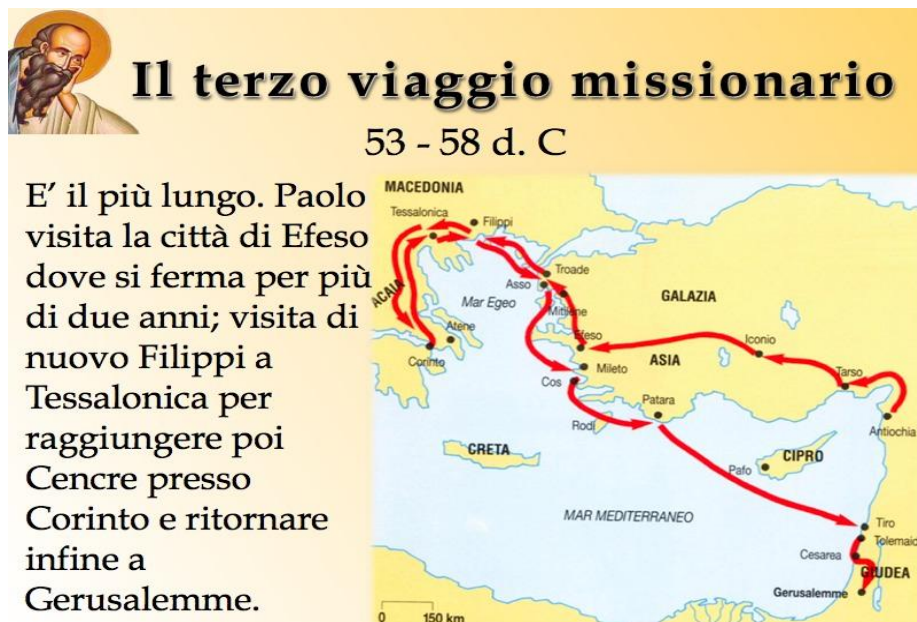 Il terzo viaggio missionario
53 - 58 d. C
E' il più lungo. Paolo
visita la città di Efeso
dove si ferma per più
di due anni; visita di
nuovo Filippi a
Tessalonica per
raggiungere poi
Cencre presso
Corinto e ritornare
infine a
Gerusalemme.
MACEDONIA
Tessalonica
Filippi
Troade
Asso
Mar Egeo
Mitilene
ACAIA
Atene
Corinto
Efeso
Mileto
Cos
Rodi
Patara
ASIA
GALAZIA
Iconio
Tarso
Antiochia
CRETA
CIPRO
Pafo
MAR MEDITERRANEO
Tiro
Tolemaid
Cesarea
GIUDEA
Gerusalemme
0 150 km